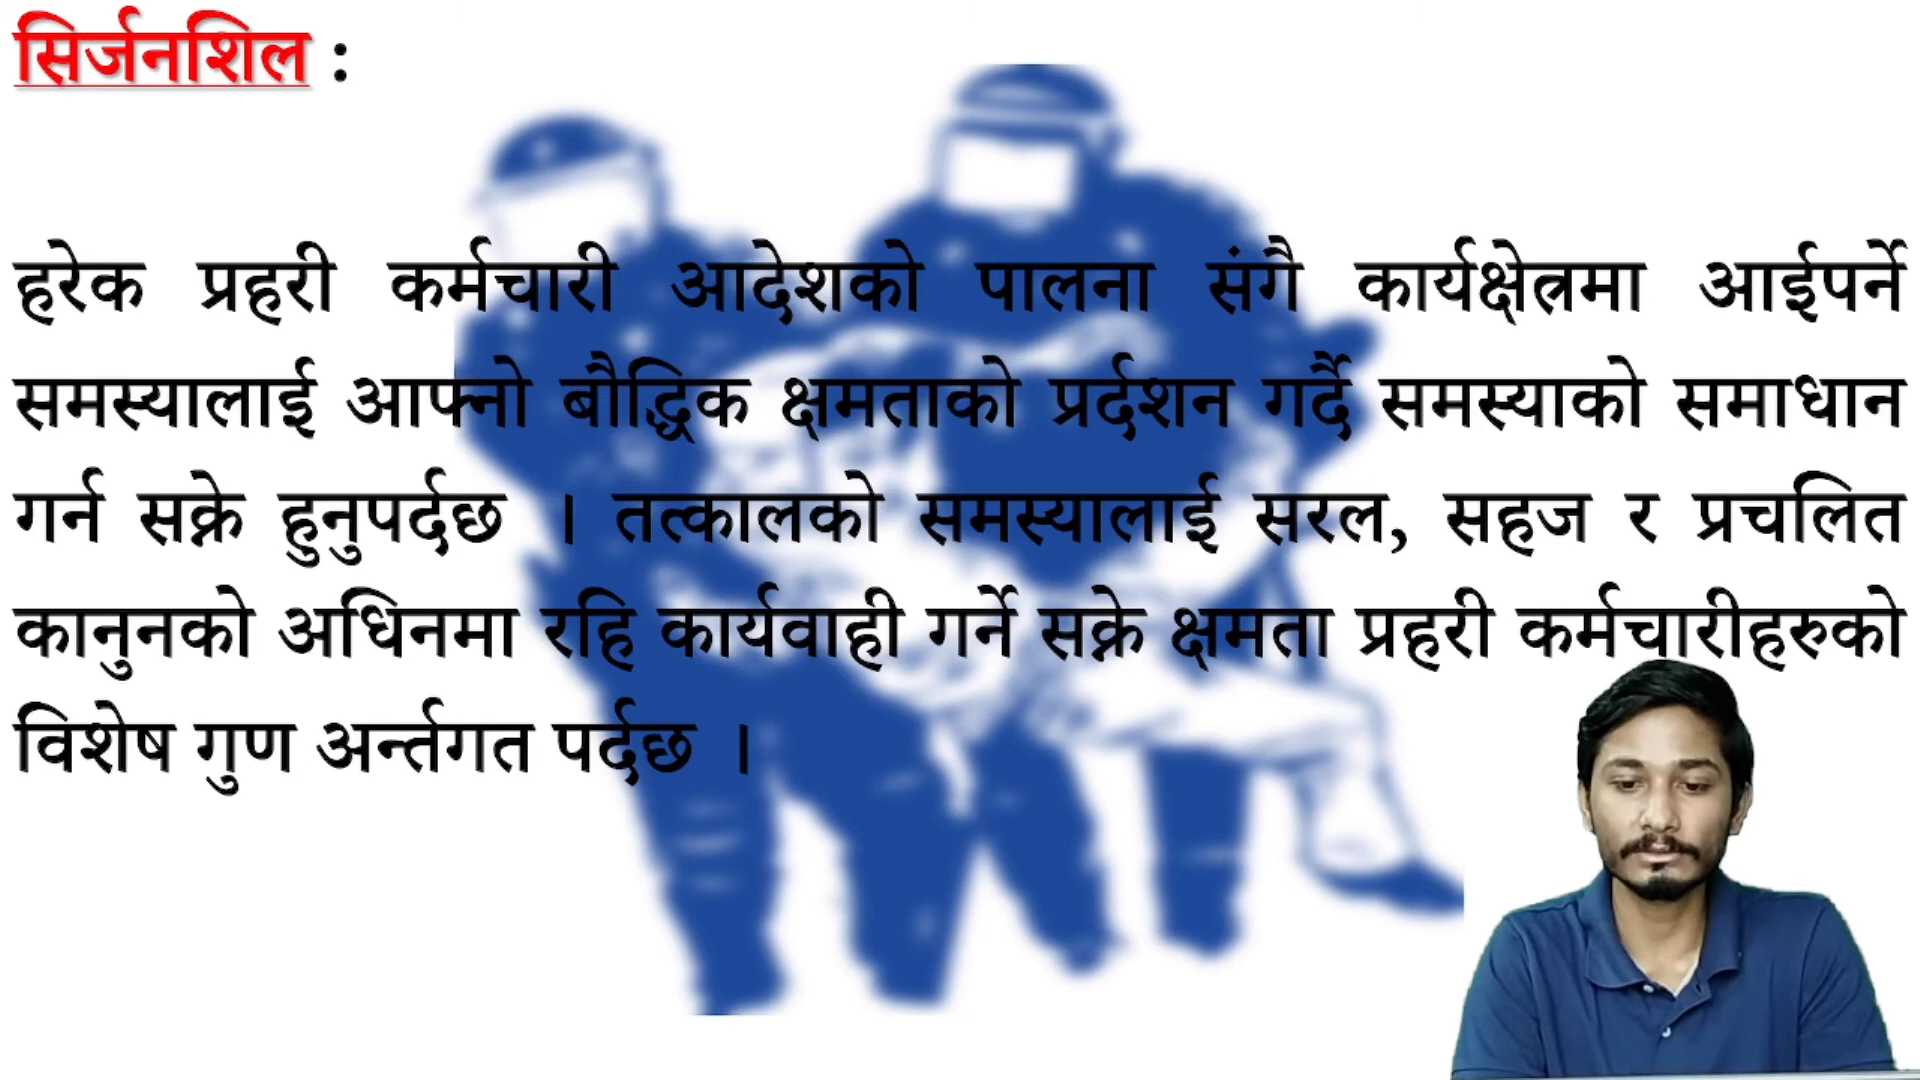 सिर्जनशिल :
हरेक प्रहरी कर्मचारी आदेशको पालना संगै कार्यक्षेत्रमा आईपर्ने
समस्यालाई आफ्नो बौद्धिक क्षमताको प्रर्दशन गर्दै समस्याको समाधान
गर्न सक्ने हुनुपर्दछ । तत्कालको समस्यालाई सरल, सहज र प्रचलित
कानुनको अधिनमा रहि कार्यवाही गर्ने सक्ने क्षमता प्रहरी कर्मचारीहरुको
विशेष गुण अर्न्तगत पर्दछ ।